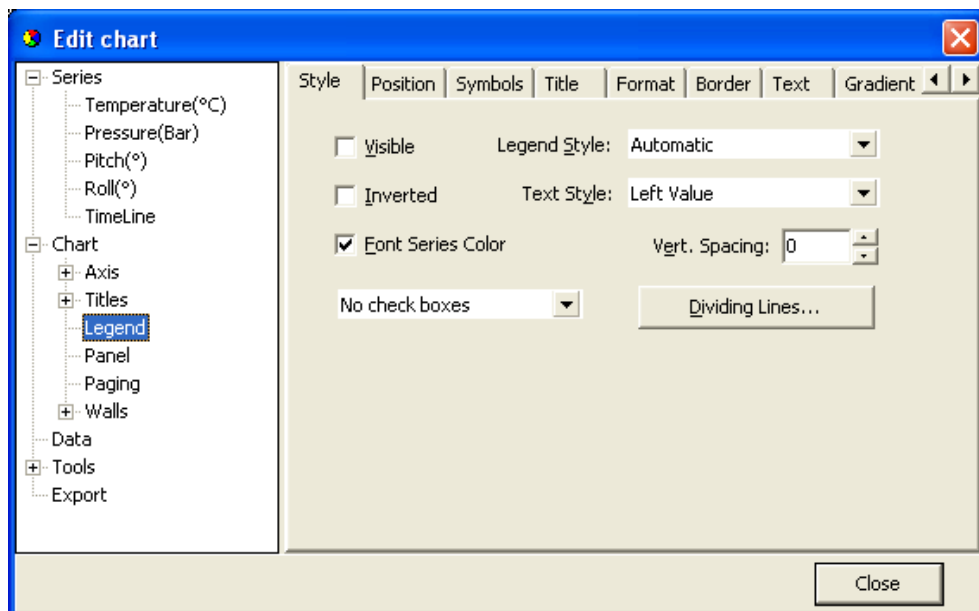 Edit chart
Series
Temperature(°C)
Pressure(Bar)
Pitch(°)
Roll(°)
TimeLine
Chart
Axis
Titles
Legend
Panel
Paging
Walls
Data
Tools
Export
Style Position Symbols Title Format Border Text Gradient
Visible Legend Style: Automatic
Inverted Text Style: Left Value
Font Series Color Vert. Spacing: 0
No check boxes Dividing Lines...
Close